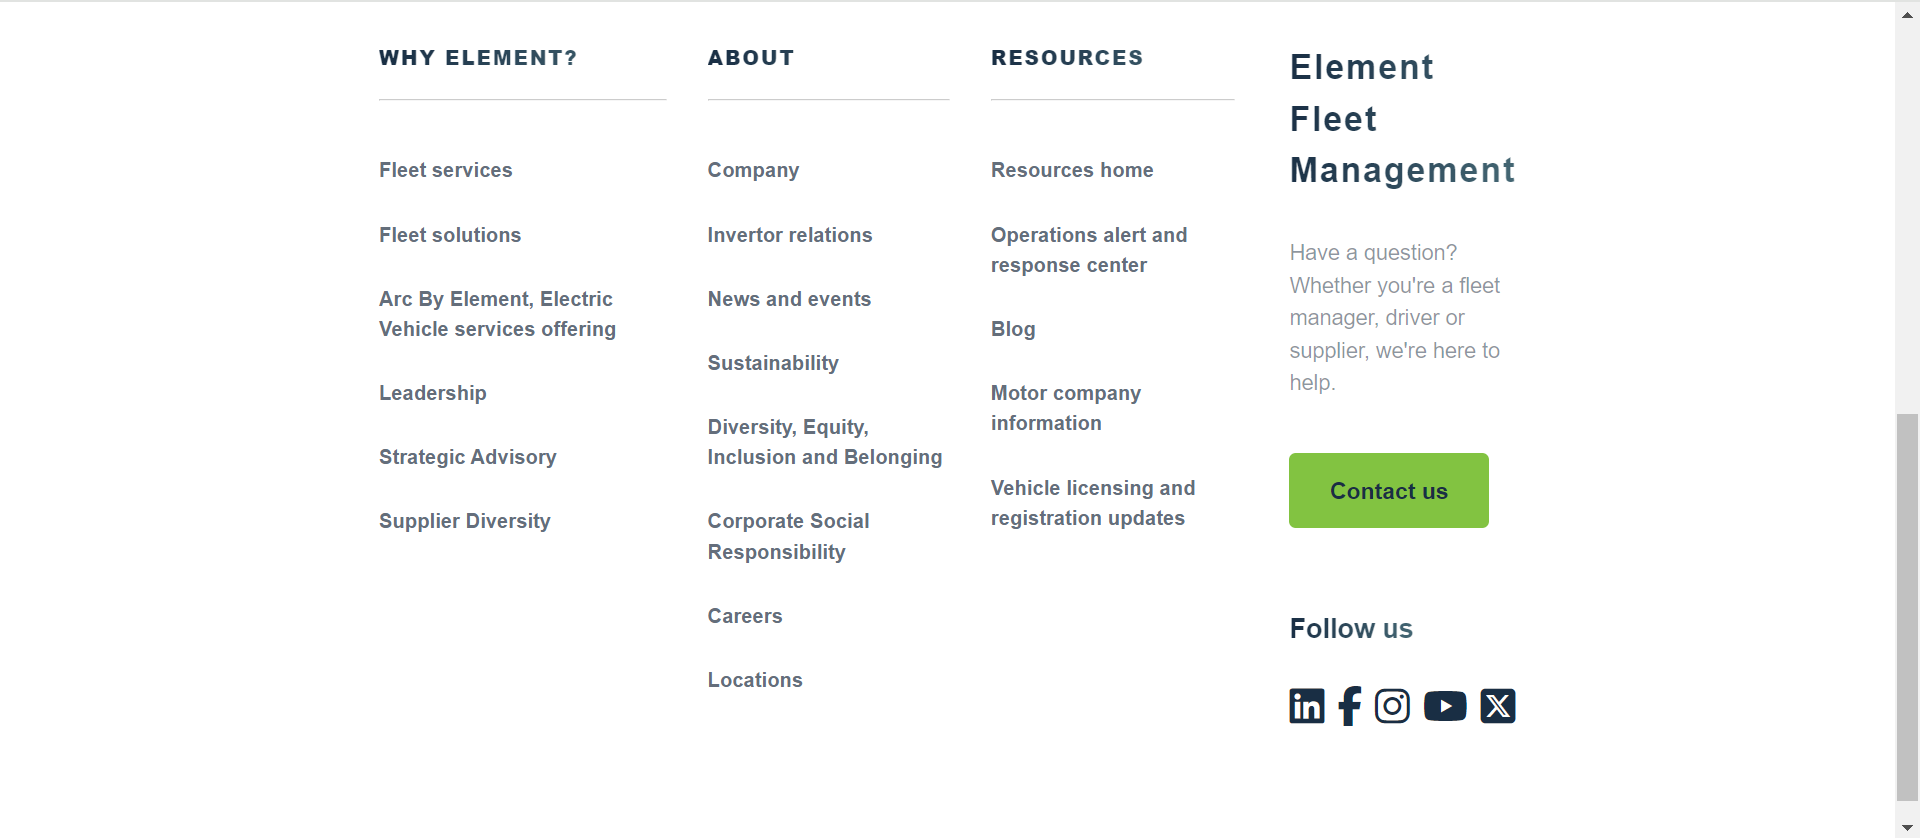 WHY ELEMENT?
Fleet services
Fleet solutions
Arc By Element, Electric
Vehicle services offering
Leadership
Strategic Advisory
Supplier Diversity
ABOUT
Company
Invertor relations
News and events
Sustainability
Diversity, Equity,
Inclusion and Belonging
Corporate Social
Responsibility
Careers
Locations
RESOURCES
Resources home
Operations alert and
response center
Blog
Motor company
information
Vehicle licensing and
registration updates
Element
Fleet
Management
Have a question?
Whether you're a fleet
manager, driver or
supplier, we're here to
help.
Contact us
Follow us